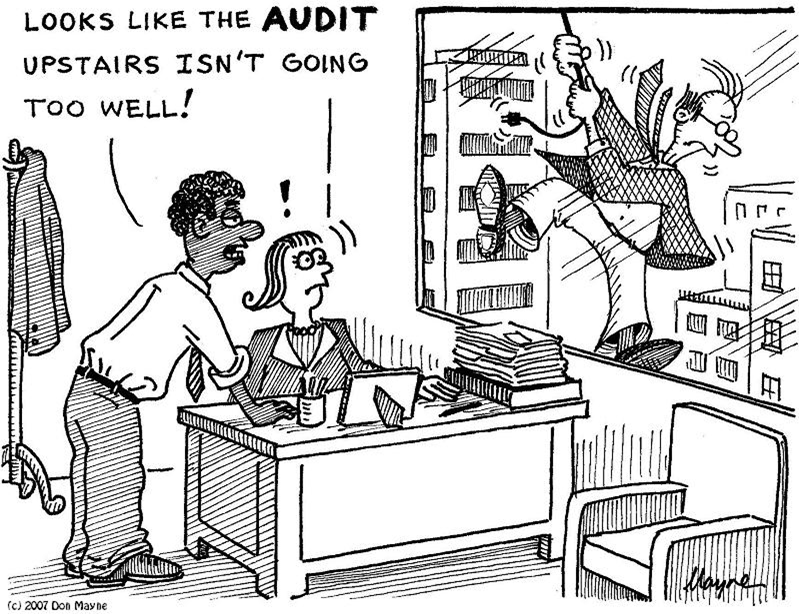 LOOKS LIKE THE AUDIT
UPSTAIRS ISN'T GOING
TOO WELL!
!
Mayne
(c) 2007 Don Mayne